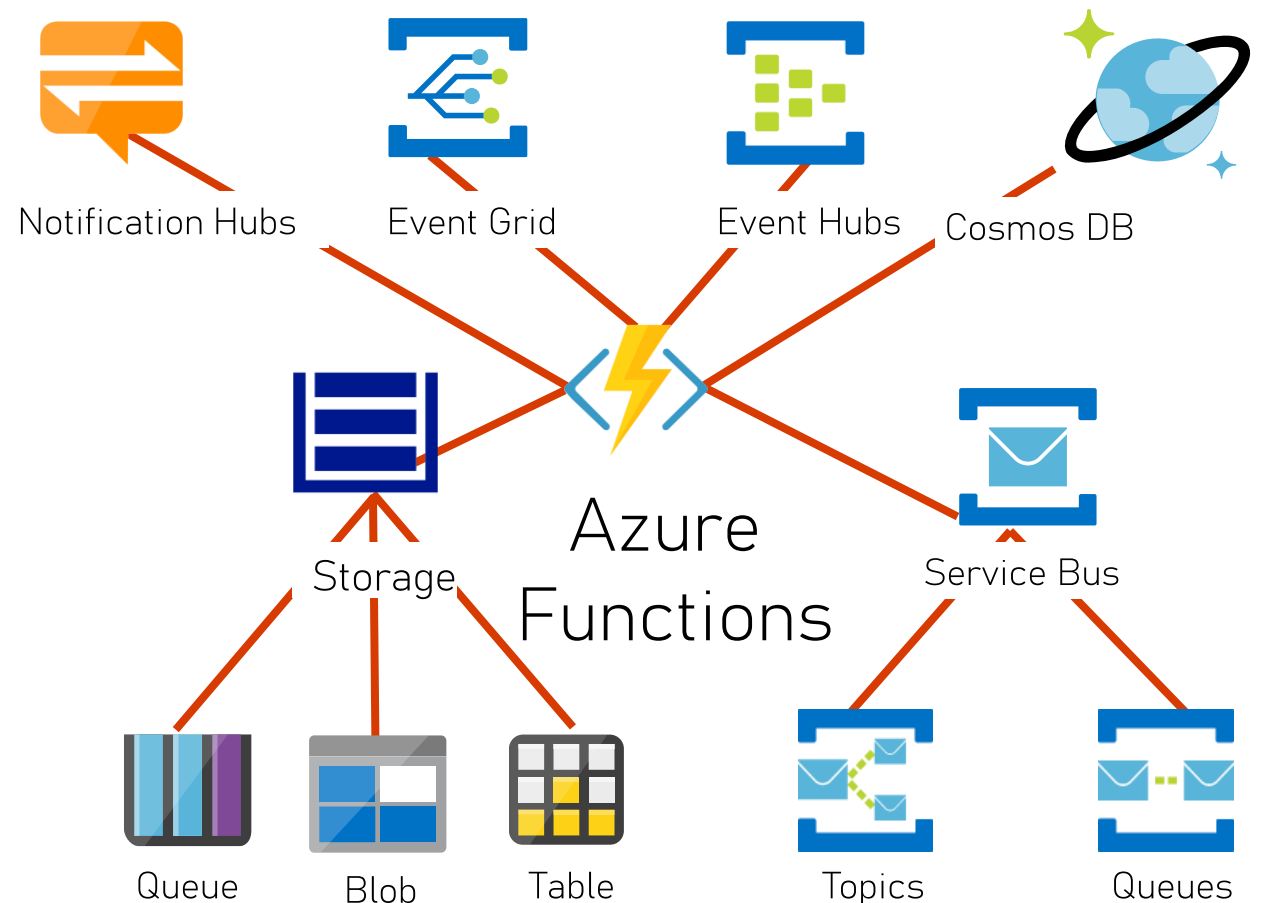 Notification Hubs
Event Grid
Event Hubs
Cosmos DB
Azure
Functions
Storage
Service Bus
Queue
Blob
Table
Topics
Queues